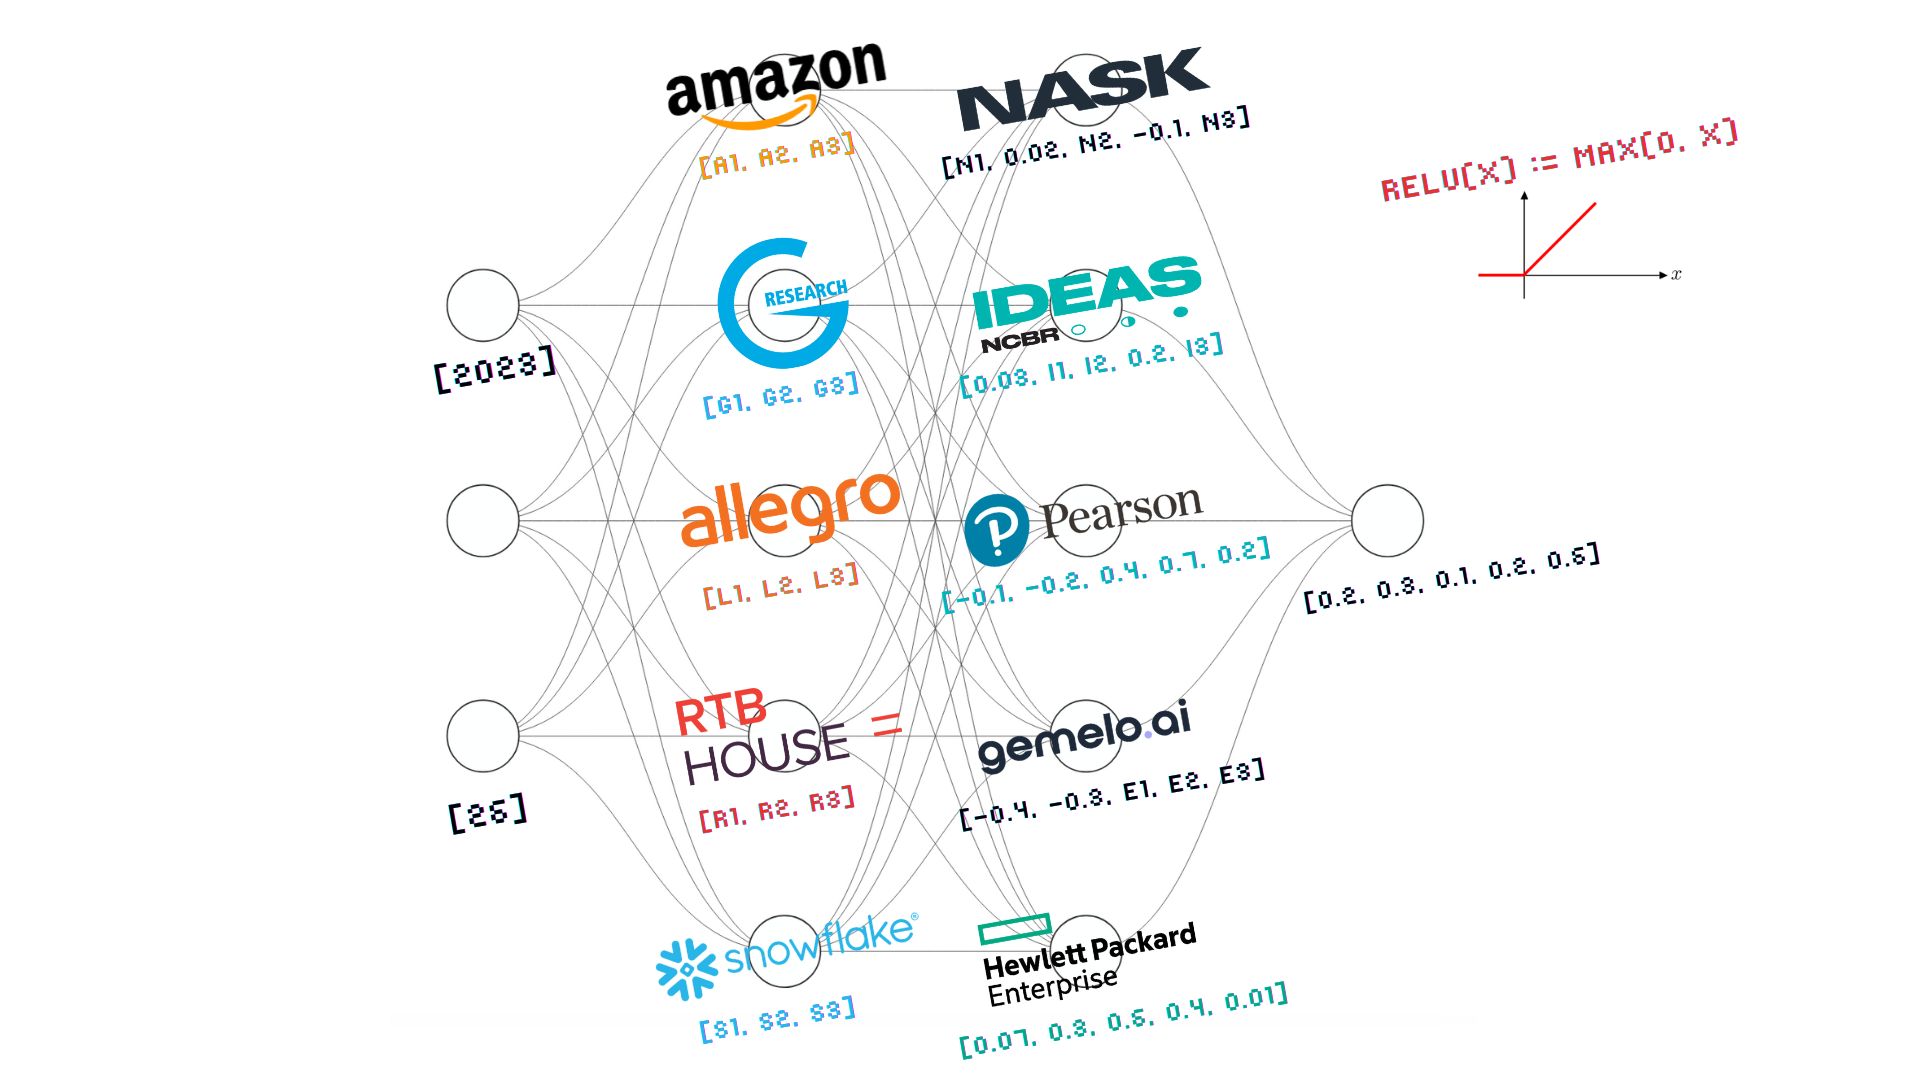 amazon
[A1, A2, A3]
NASK
[N1, 0.02, N2, -0.1, N3]
RELU[X] := MAX[0, X]
x
[2023]
G RESEARCH
[G1, G2, G3]
IDEAS
NCBR
[0.03, I1, I2, 0.2, I3]
allegro
[L1, L2, L3]
Pearson
[-0.1, -0.2, 0.4, 0.7, 0.2]
[0.2, 0.3, 0.1, 0.2, 0.5]
[25]
RTB
HOUSE
[R1, R2, R3]
gemelo.ai
[-0.4, -0.3, E1, E2, E3]
snowflake®
[S1, S2, S3]
Hewlett Packard
Enterprise
[0.07, 0.3, 0.5, 0.4, 0.01]